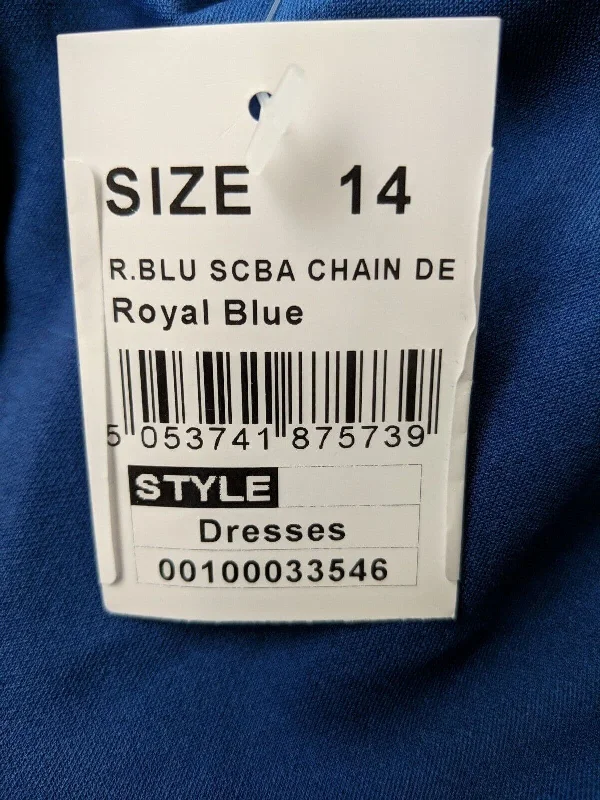 SIZE 14
R.BLU SCBA CHAIN DE
Royal Blue
5 053741 875739
STYLE
Dresses
00100033546